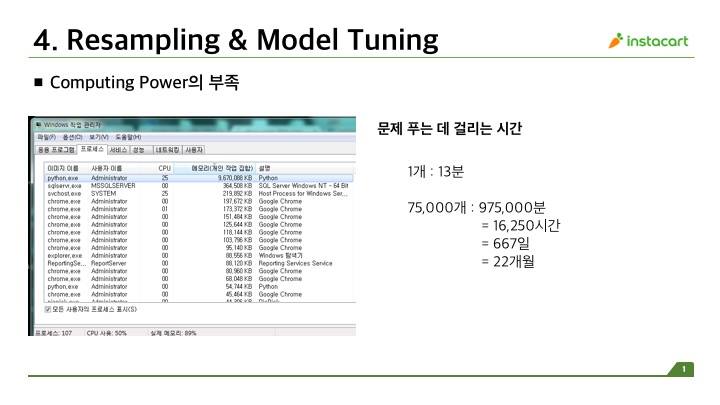 4. Resampling & Model Tuning
instacart
■ Computing Power의 부족
Windows 작업 관리자
파일(F) 옵션(O) 보기(V) 도움말(H)
응용 프로그램 프로세스 서비스 성능 네트워킹 사용자
이미지 이름 사용자 이름 CPU 메모리(개인 작업 집합) 설명
python,exe Administrator 25 9,670,088 KB Python
sqlservr,exe MSSQLSERVER 00 364,508 KB SQL Server Windows NT - 64 Bit
svchost,exe SYSTEM 25 219,892 KB Host Process for Windows Ser,,,
chrome,exe Administrator 00 197,672 KB Google Chrome
chrome,exe Administrator 01 173,372 KB Google Chrome
chrome,exe Administrator 00 151,484 KB Google Chrome
chrome,exe Administrator 00 125,644 KB Google Chrome
chrome,exe Administrator 00 118,144 KB Google Chrome
chrome,exe Administrator 00 103,796 KB Google Chrome
chrome,exe Administrator 00 95,140 KB Google Chrome
explorer,exe Administrator 00 88,556 KB Windows 탐색기
ReportingSe,,, ReportServer 00 88,120 KB Reporting Services Service
chrome,exe Administrator 00 80,960 KB Google Chrome
chrome,exe Administrator 00 68,048 KB Google Chrome
python,exe Administrator 00 54,744 KB Python
chrome,exe Administrator 00 45,464 KB Google Chrome
모든 사용자의 프로세스 표시(S)
프로세스: 107 CPU 사용: 50% 실제 메모리: 89%
문제 푸는 데 걸리는 시간
1개 : 13분
75,000개 : 975,000분
= 16,250시간
= 667일
= 22개월
1